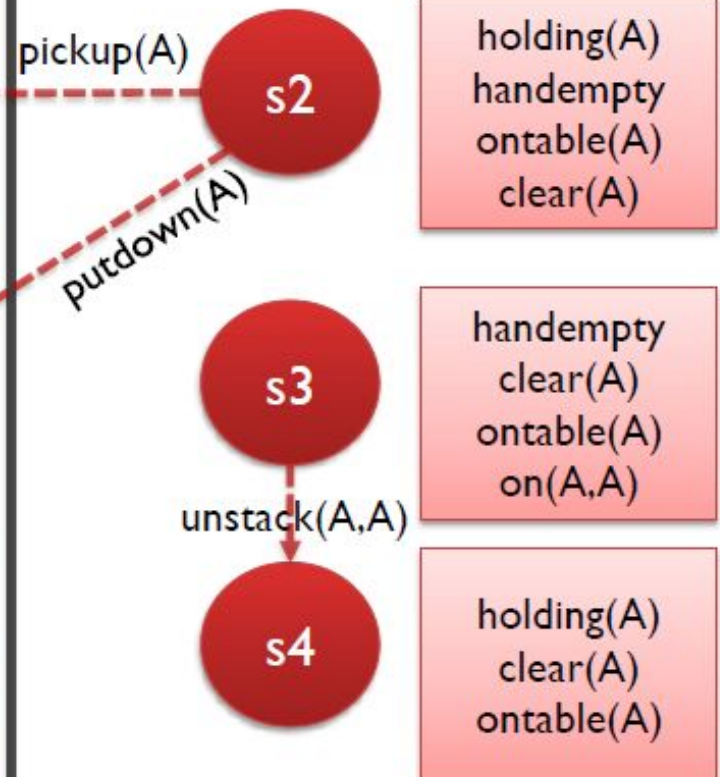 pickup(A)
s2
holding(A)
handempty
ontable(A)
clear(A)
putdown(A)
s3
handempty
clear(A)
ontable(A)
on(A,A)
unstack(A,A)
s4
holding(A)
clear(A)
ontable(A)